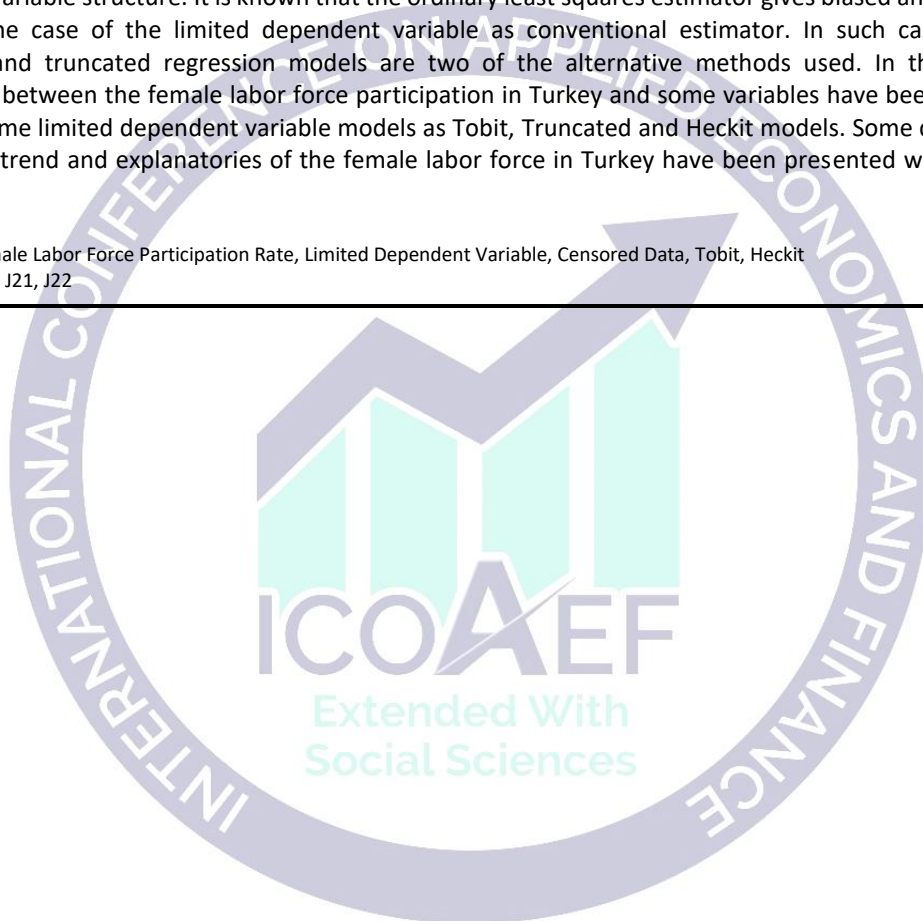 ariable structure. It is known that the ordinary least squares estimator gives biased an
ne case of the limited dependent variable as conventional estimator. In such ca
and truncated regression models are two of the alternative methods used. In th
between the female labor force participation in Turkey and some variables have bee
me limited dependent variable models as Tobit, Truncated and Heckit models. Some
trend and explanatories of the female labor force in Turkey have been presented w
ale Labor Force Participation Rate, Limited Dependent Variable, Censored Data, Tobit, Heckit
J21, J22
INTERNATIONAL CONFERENCE ON APPLIED ECONOMICS AND FINANCE
ICOAEF
Extended With
Social Sciences